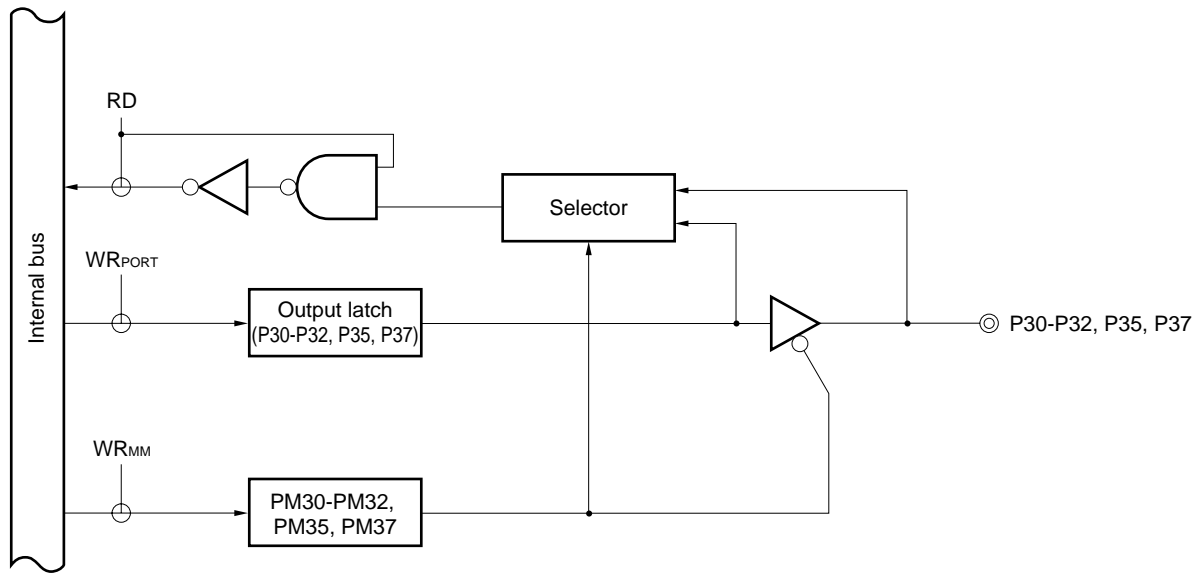 RD
Selector
Internal bus
WRPORT
Output latch
(P30-P32, P35, P37)
P30-P32, P35, P37
WRMM
PM30-PM32,
PM35, PM37